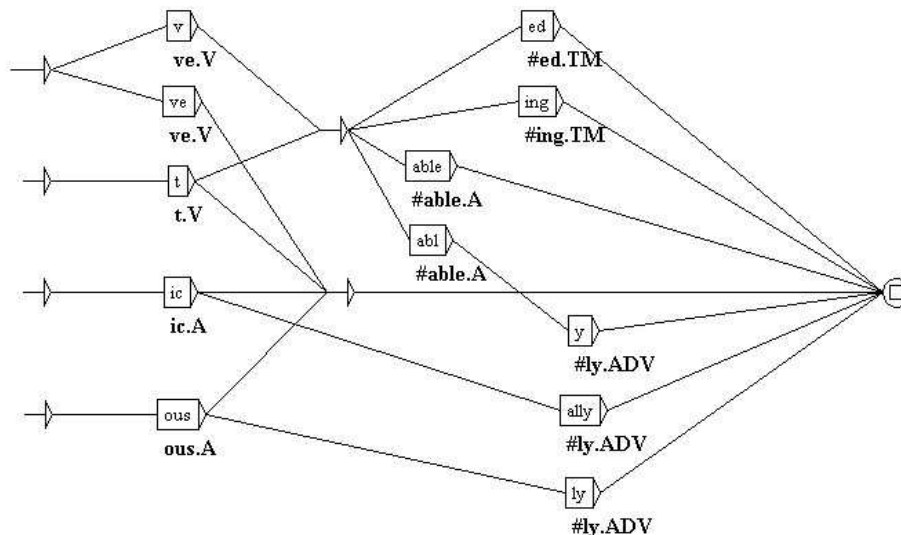 v
ve.V
ve
ve.V
t
t.V
ic
ic.A
ous
ous.A
ed
#ed.TM
ing
#ing.TM
able
#able.A
abl
#able.A
y
#ly.ADV
ally
#ly.ADV
ly
#ly.ADV